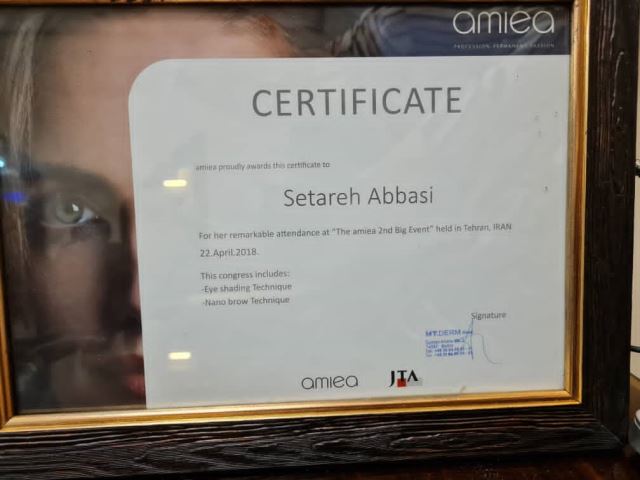 amiea
PROFESSION. PERMANENT. PASSION.
CERTIFICATE
amiea proudly awards this certificate to
Setareh Abbasi
For her remarkable attendance at "The amiea 2nd Big Event" held in Tehran, IRAN
22.April.2018.
This congress includes:
-Eye shading Technique
-Nano brow Technique
Signature
MT.DERM
amiea
JTA